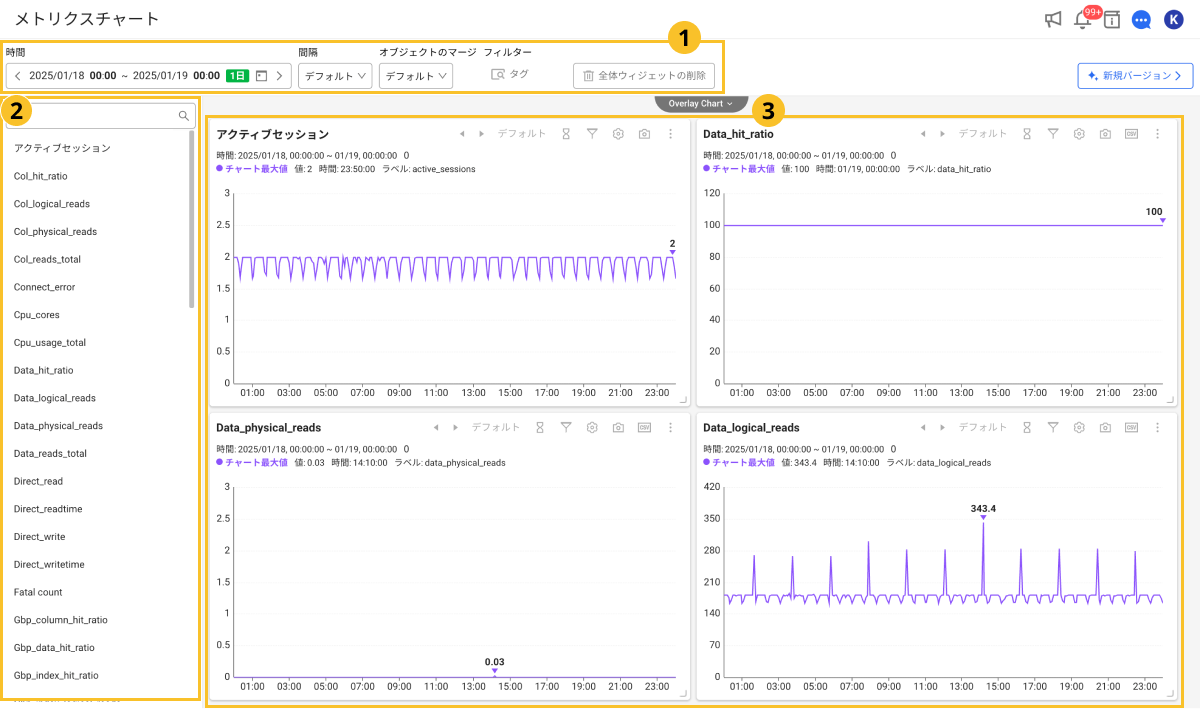 メトリクスチャート
99+
K
1
時間
間隔
オブジェクトのマージ
フィルター
2025/01/18 00:00 ~ 2025/01/19 00:00 1日
デフォルト
デフォルト
タグ
全体ウィジェットの削除
新規バージョン
2
Overlay Chart
3
アクティブセッション
Col_hit_ratio
Col_logical_reads
Col_physical_reads
Col_reads_total
Connect_error
Cpu_cores
Cpu_usage_total
Data_hit_ratio
Data_logical_reads
Data_physical_reads
Data_reads_total
Direct_read
Direct_readtime
Direct_write
Direct_writetime
Fatal count
Gbp_column_hit_ratio
Gbp_data_hit_ratio
Gbp_index_hit_ratio
アクティブセッション
デフォルト
時間: 2025/01/18, 00:00:00 ~ 01/19, 00:00:00 0
チャート最大値 値: 2 時間: 23:50:00 ラベル: active_sessions
3
2.5
2
1.5
1
0.5
0
2
01:00 03:00 05:00 07:00 09:00 11:00 13:00 15:00 17:00 19:00 21:00 23:00
Data_hit_ratio
デフォルト
CSV
時間: 2025/01/18, 00:00:00 ~ 01/19, 00:00:00 0
チャート最大値 値: 100 時間: 01/19, 00:00:00 ラベル: data_hit_ratio
120
100
80
60
40
20
0
100
01:00 03:00 05:00 07:00 09:00 11:00 13:00 15:00 17:00 19:00 21:00 23:00
Data_physical_reads
デフォルト
CSV
時間: 2025/01/18, 00:00:00 ~ 01/19, 00:00:00 0
チャート最大値 値: 0.03 時間: 14:10:00 ラベル: data_physical_reads
3
2.5
2
1.5
1
0.5
0
0.03
01:00 03:00 05:00 07:00 09:00 11:00 13:00 15:00 17:00 19:00 21:00 23:00
Data_logical_reads
デフォルト
CSV
時間: 2025/01/18, 00:00:00 ~ 01/19, 00:00:00 0
チャート最大値 値: 343.4 時間: 14:10:00 ラベル: data_logical_reads
420
350
280
210
140
70
0
343.4
01:00 03:00 05:00 07:00 09:00 11:00 13:00 15:00 17:00 19:00 21:00 23:00